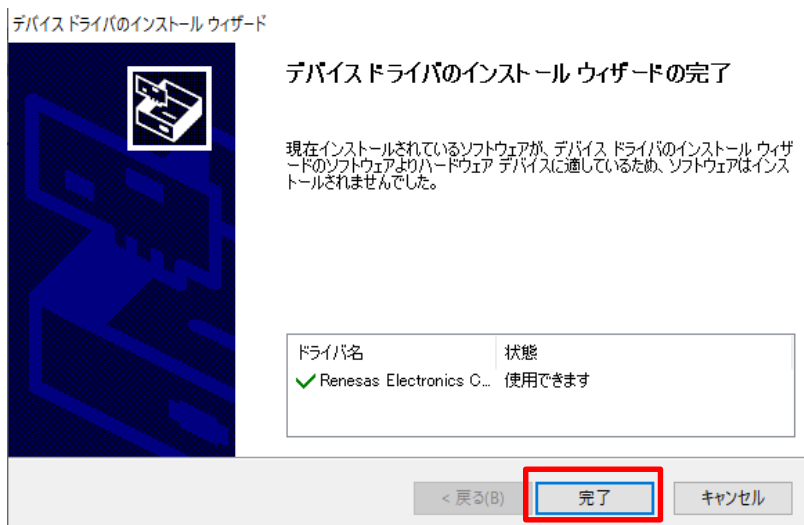 デバイス ドライバのインストール ウィザード
デバイス ドライバのインストール ウィザードの完了
現在インストールされているソフトウェアが、デバイス ドライバのインストール ウィザ
ードのソフトウェアよりハードウェア デバイスに適しているため、ソフトウェアはインス
トールされませんでした。
ドライバ名 状態
Renesas Electronics C... 使用できます
< 戻る(B) 完了 キャンセル